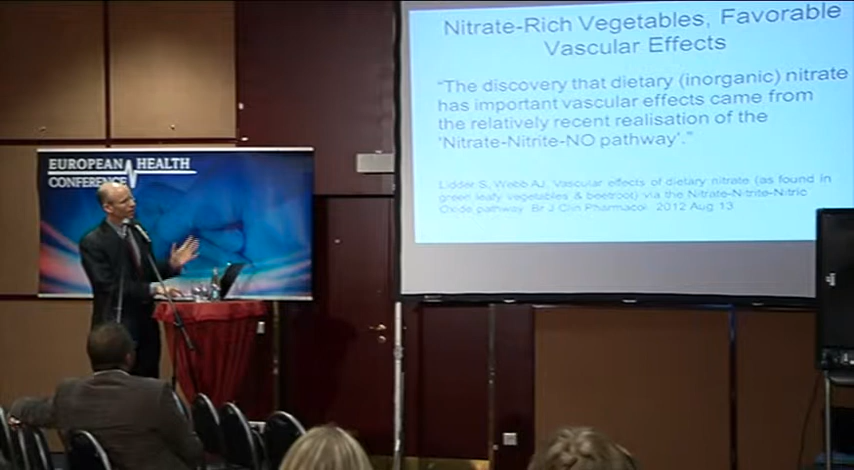 Nitrate-Rich Vegetables, Favorable
Vascular Effects
“The discovery that dietary (inorganic) nitrate
has important vascular effects came from
the relatively recent realisation of the
‘Nitrate-Nitrite-NO pathway’.”
Lidder S, Webb AJ. Vascular effects of dietary nitrate (as found in
green leafy vegetables & beetroot) via the Nitrate-Nitrite-Nitric
Oxide pathway. Br J Clin Pharmacol. 2012 Aug 13
EUROPEAN HEALTH
CONFERENCE